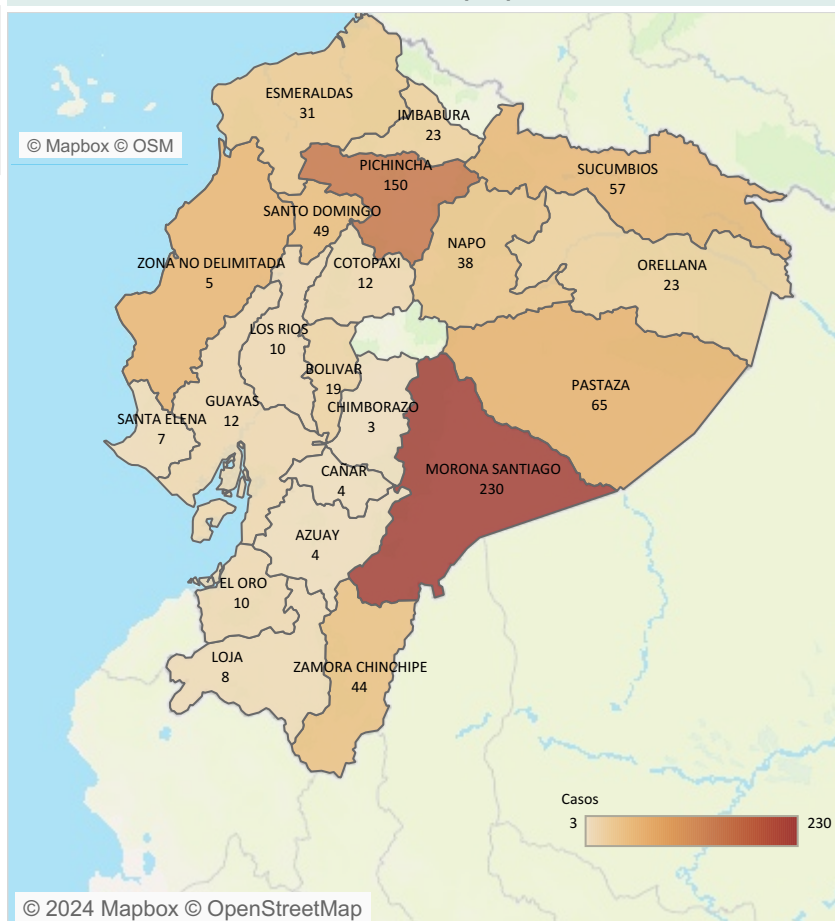 ESMERALDAS
31
IMBABURA
23
© Mapbox © OSM
PICHINCHA
150
SUCUMBIOS
57
SANTO DOMINGO
49
NAPO
38
ZONA NO DELIMITADA
5
COTOPAXI
12
ORELLANA
23
LOS RIOS
10
BOLIVAR
19
PASTAZA
65
GUAYAS
12
CHIMBORAZO
3
SANTA ELENA
7
MORONA SANTIAGO
230
CAÑAR
4
AZUAY
4
EL ORO
10
LOJA
8
ZAMORA CHINCHIPE
44
Casos
3 230
© 2024 Mapbox © OpenStreetMap